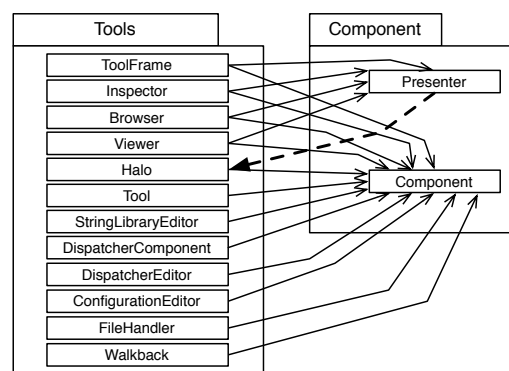 Tools
Component
ToolFrame
Inspector
Browser
Viewer
Halo
Tool
StringLibraryEditor
DispatcherComponent
DispatcherEditor
ConfigurationEditor
FileHandler
Walkback
Presenter
Component